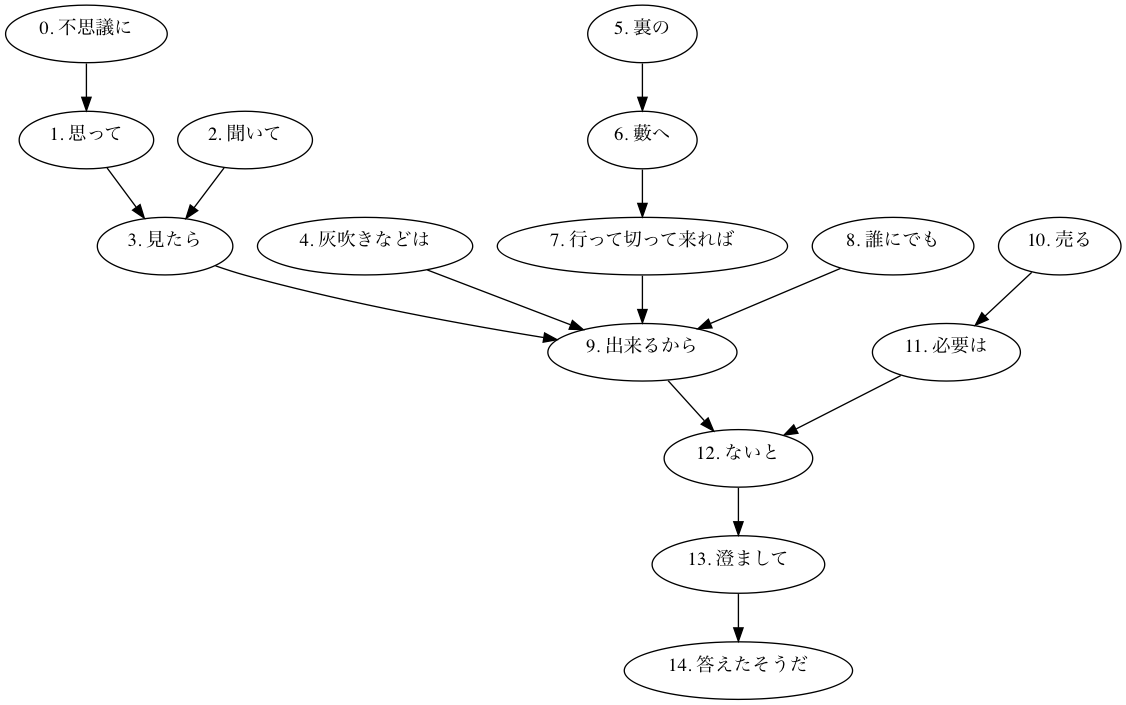 0. 不思議に
5. 裏の
1. 思って
2. 聞いて
6. 藪へ
3. 見たら
4. 灰吹きなどは
7. 行って切って来れば
8. 誰にでも
10. 売る
9. 出来るから
11. 必要は
12. ないと
13. 澄まして
14. 答えたそうだ